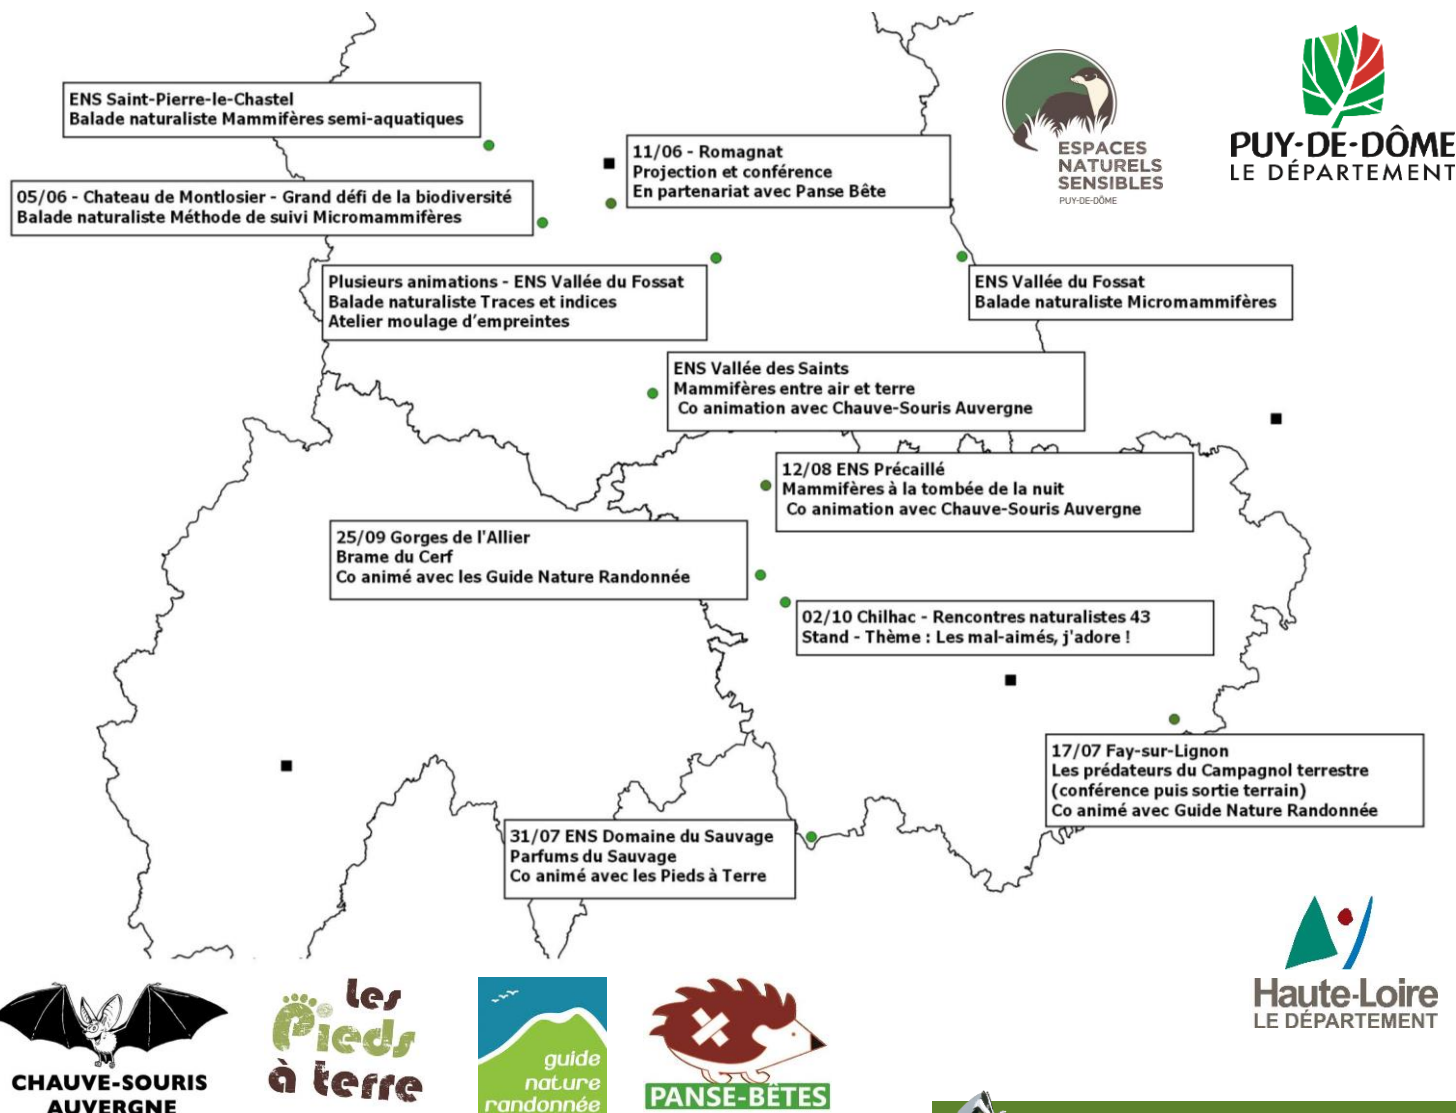 ENS Saint-Pierre-le-Chastel
Balade naturaliste Mammifères semi-aquatiques
ESPACES
NATURELS
SENSIBLES
PUY-DE-DÔME
PUY-DE-DÔME
LE DÉPARTEMENT
11/06 - Romagnat
Projection et conférence
En partenariat avec Panse Bête
05/06 - Chateau de Montlosier - Grand défi de la biodiversité
Balade naturaliste Méthode de suivi Micromammifères
Plusieurs animations - ENS Vallée du Fossat
Balade naturaliste Traces et indices
Atelier moulage d'empreintes
ENS Vallée du Fossat
Balade naturaliste Micromammifères
ENS Vallée des Saints
Mammifères entre air et terre
Co animation avec Chauve-Souris Auvergne
12/08 ENS Précaillé
Mammifères à la tombée de la nuit
Co animation avec Chauve-Souris Auvergne
25/09 Gorges de l'Allier
Brame du Cerf
Co animé avec les Guide Nature Randonnée
02/10 Chilhac - Rencontres naturalistes 43
Stand - Thème : Les mal-aimés, j'adore !
17/07 Fay-sur-Lignon
Les prédateurs du Campagnol terrestre
(conférence puis sortie terrain)
Co animé avec Guide Nature Randonnée
31/07 ENS Domaine du Sauvage
Parfums du Sauvage
Co animé avec les Pieds à Terre
Haute-Loire
LE DÉPARTEMENT
CHAUVE-SOURIS
AUVERGNE
Les
Pieds
à terre
guide
nature
randonnée
PANSE-BÊTES